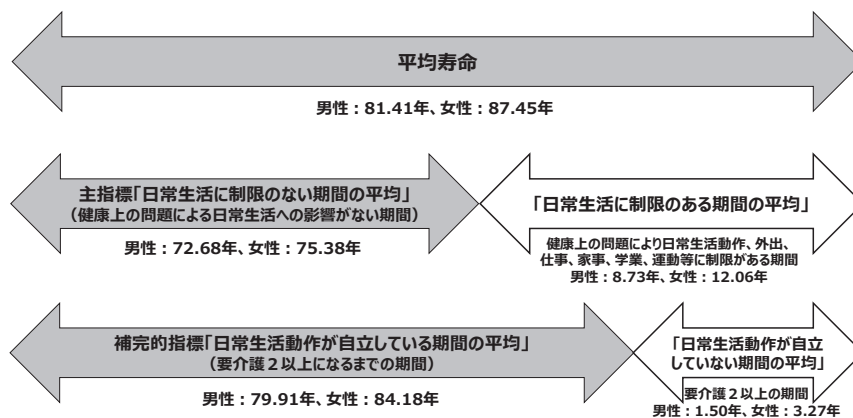 平均寿命
男性：81.41年、女性：87.45年
主指標「日常生活に制限のない期間の平均」
（健康上の問題による日常生活への影響がない期間）
男性：72.68年、女性：75.38年
「日常生活に制限のある期間の平均」
健康上の問題により日常生活動作、外出、
仕事、家事、学業、運動等に制限がある期間
男性：8.73年、女性：12.06年
補完的指標「日常生活動作が自立している期間の平均」
（要介護２以上になるまでの期間）
男性：79.91年、女性：84.18年
「日常生活動作が自立
していない期間の平均」
要介護２以上の期間
男性：1.50年、女性：3.27年